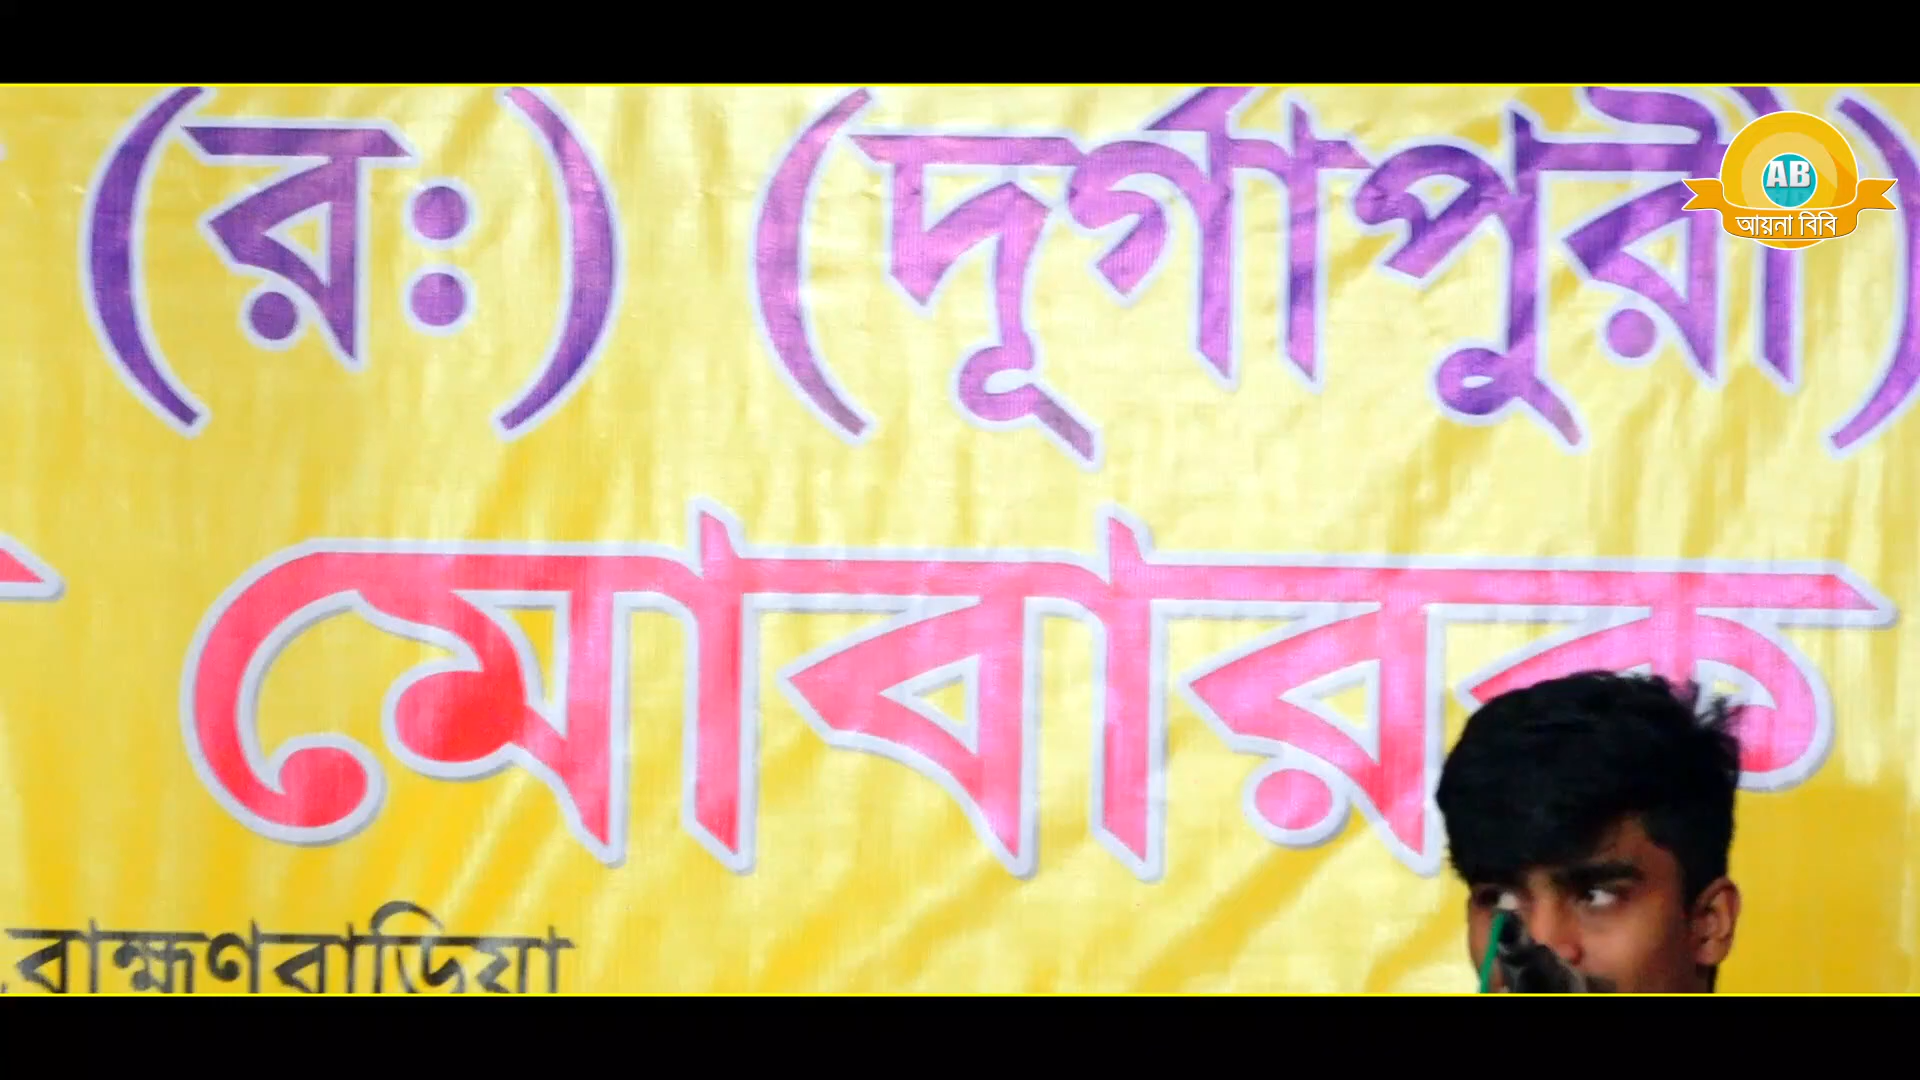 (রঃ) (দূর্গাপুরী)
AB
আয়না বিবি
মোবারক
ব্রাহ্মণবাড়িয়া